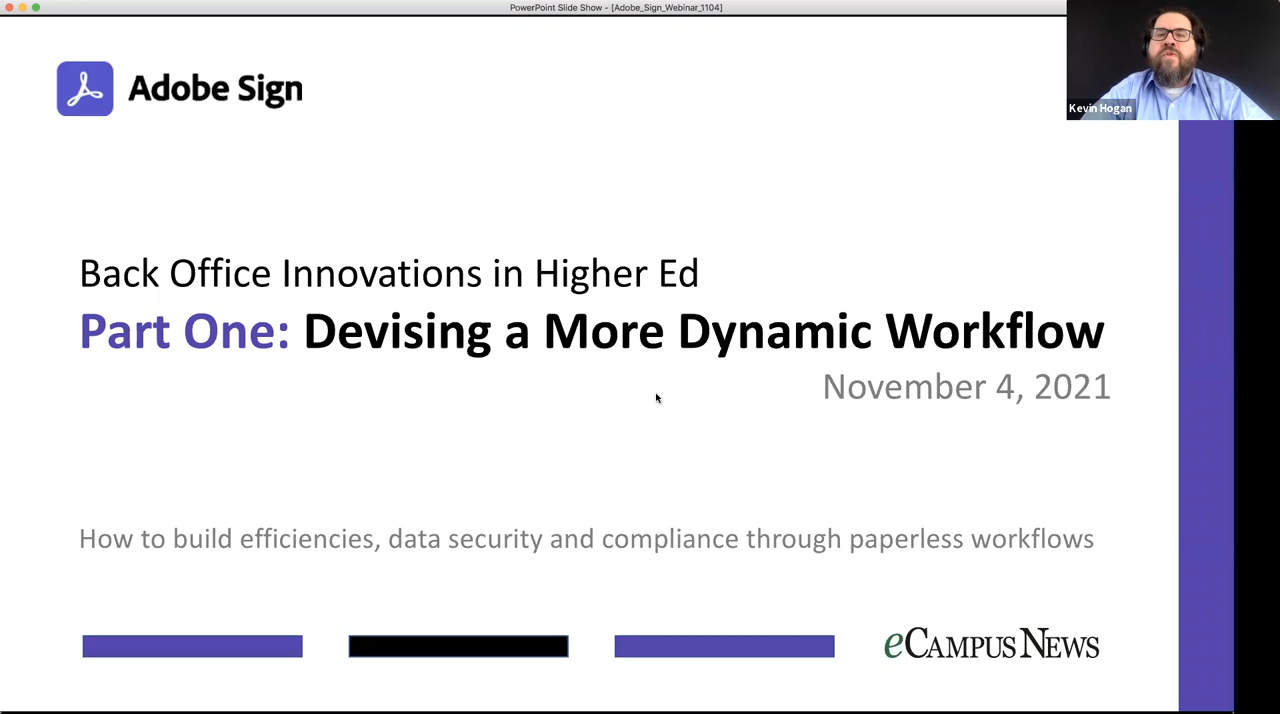 PowerPoint Slide Show - [Adobe_Sign_Webinar_1104]
Kevin Hogan
Adobe Sign
Back Office Innovations in Higher Ed
Part One: Devising a More Dynamic Workflow
November 4, 2021
How to build efficiencies, data security and compliance through paperless workflows
eCampus News